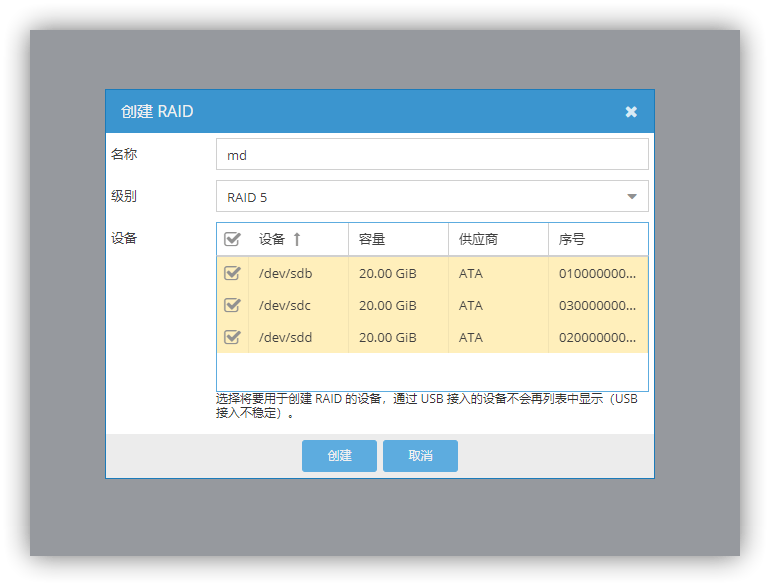 创建 RAID
名称
md
级别
RAID 5
设备
设备 容量 供应商 序号
/dev/sdb 20.00 GiB ATA 010000000...
/dev/sdc 20.00 GiB ATA 030000000...
/dev/sdd 20.00 GiB ATA 020000000...
选择将要用于创建 RAID 的设备，通过 USB 接入的设备不会再列表中显示（USB
接入不稳定）。
创建 取消